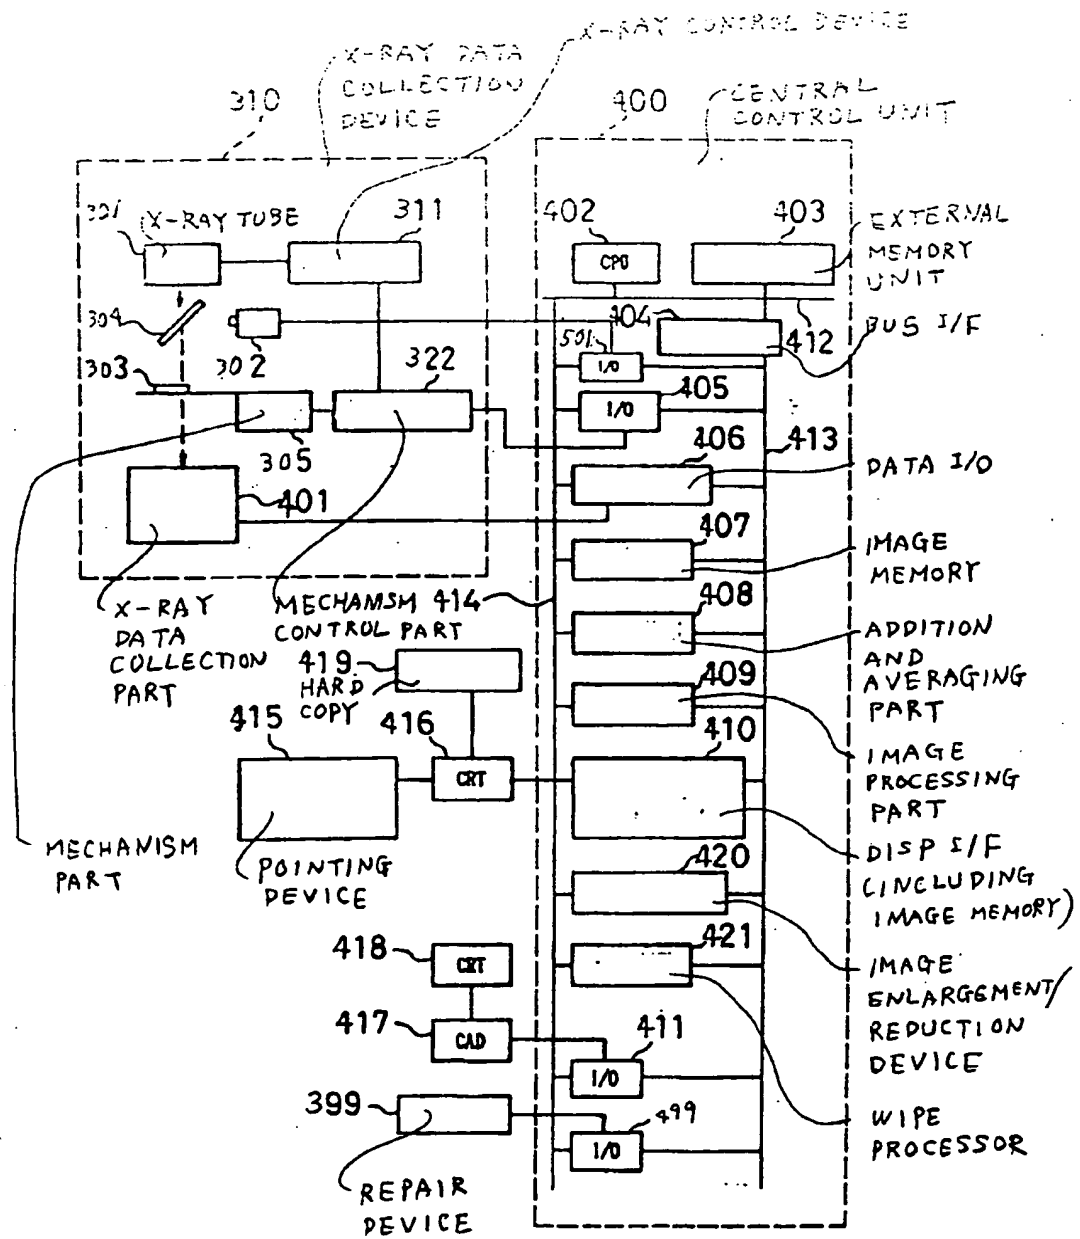 X-RAY CONTROL DEVICE
X-RAY DATA
COLLECTION
DEVICE
310
400
CENTRAL
CONTROL UNIT
301
X-RAY TUBE
311
402
CPU
403
EXTERNAL
MEMORY
UNIT
304
302
404
412
BUS I/F
501
I/O
303
322
405
I/O
305
406
413
DATA I/O
401
407
IMAGE
MEMORY
X-RAY
DATA
COLLECTION
PART
MECHAMSM
CONTROL PART
414
408
ADDITION
AND
AVERAGING
PART
419
HARD
COPY
409
415
416
CRT
410
IMAGE
PROCESSING
PART
MECHANISM
PART
POINTING
DEVICE
DISP I/F
(INCLUDING
IMAGE MEMORY)
420
418
CRT
421
IMAGE
ENLARGEMENT/
REDUCTION
DEVICE
417
CAD
411
I/O
399
499
I/O
WIPE
PROCESSOR
REPAIR
DEVICE